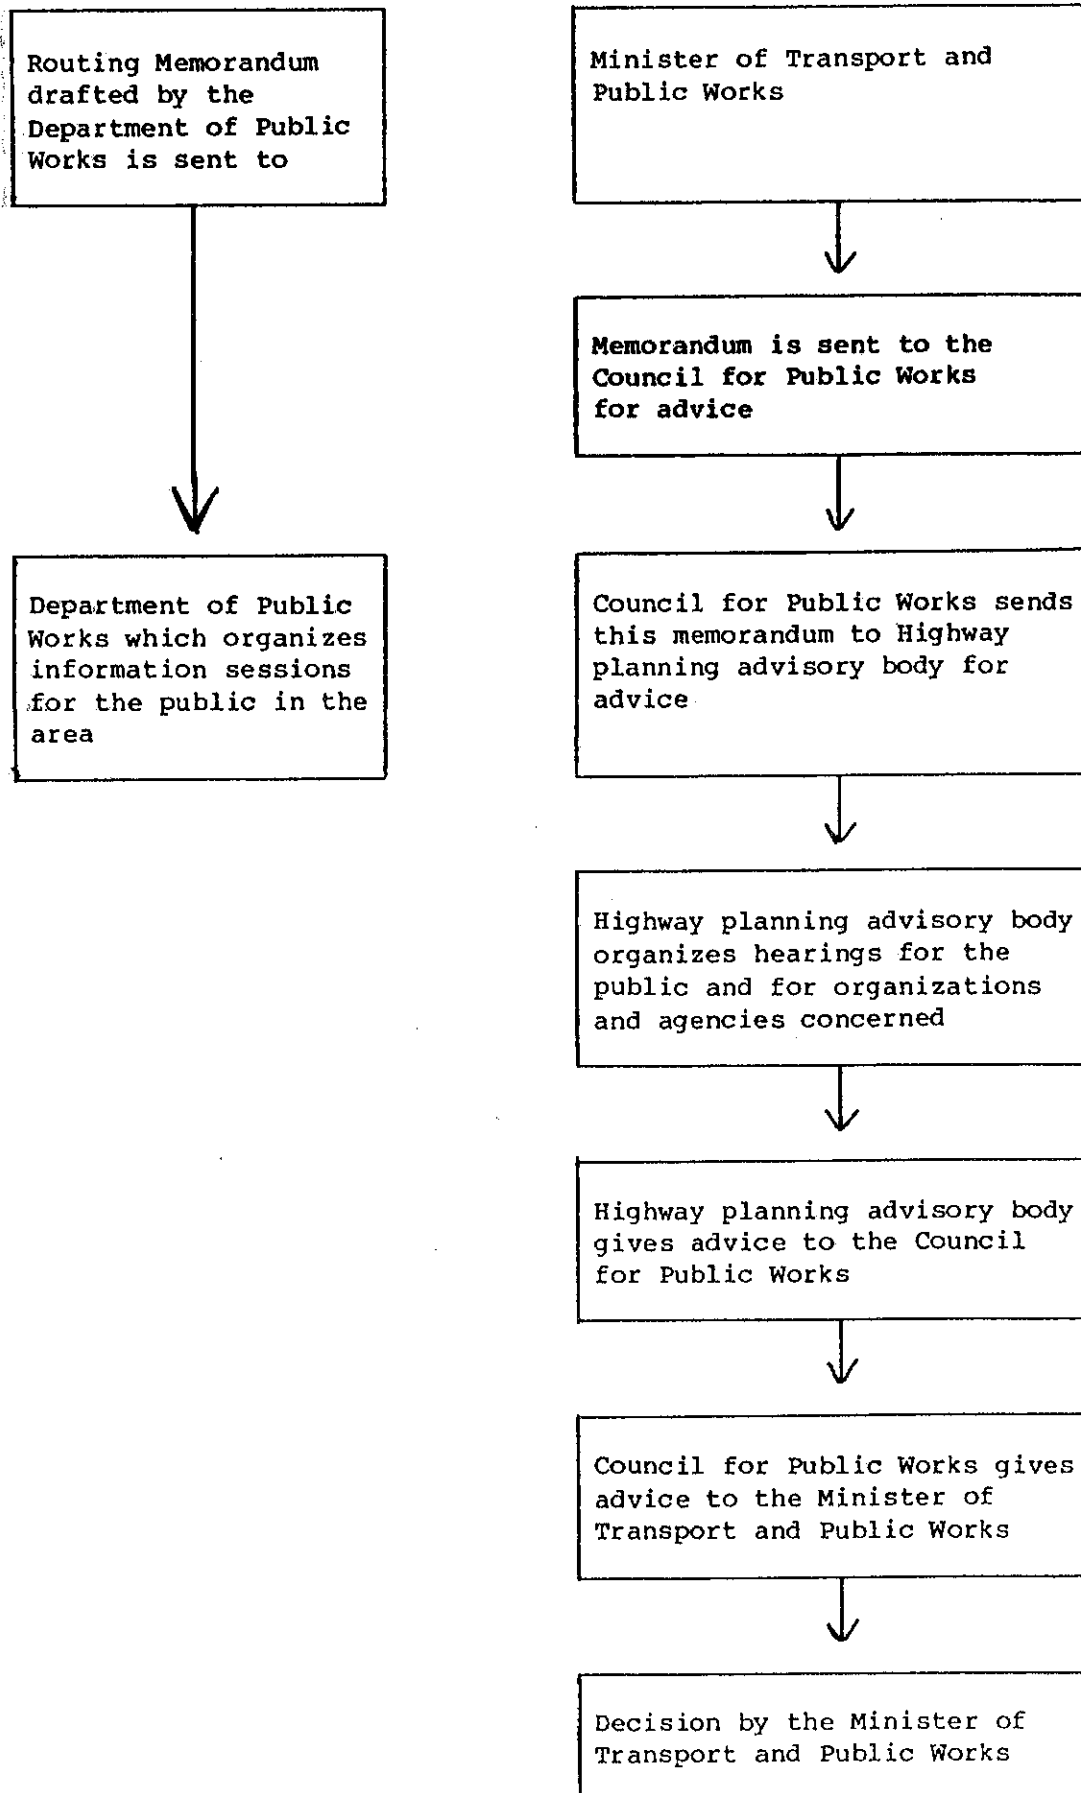 Routing Memorandum
drafted by the
Department of Public
Works is sent to
Department of Public
Works which organizes
information sessions
for the public in the
area
Minister of Transport and
Public Works
Memorandum is sent to the
Council for Public Works
for advice
Council for Public Works sends
this memorandum to Highway
planning advisory body for
advice
Highway planning advisory body
organizes hearings for the
public and for organizations
and agencies concerned
Highway planning advisory body
gives advice to the Council
for Public Works
Council for Public Works gives
advice to the Minister of
Transport and Public Works
Decision by the Minister of
Transport and Public Works